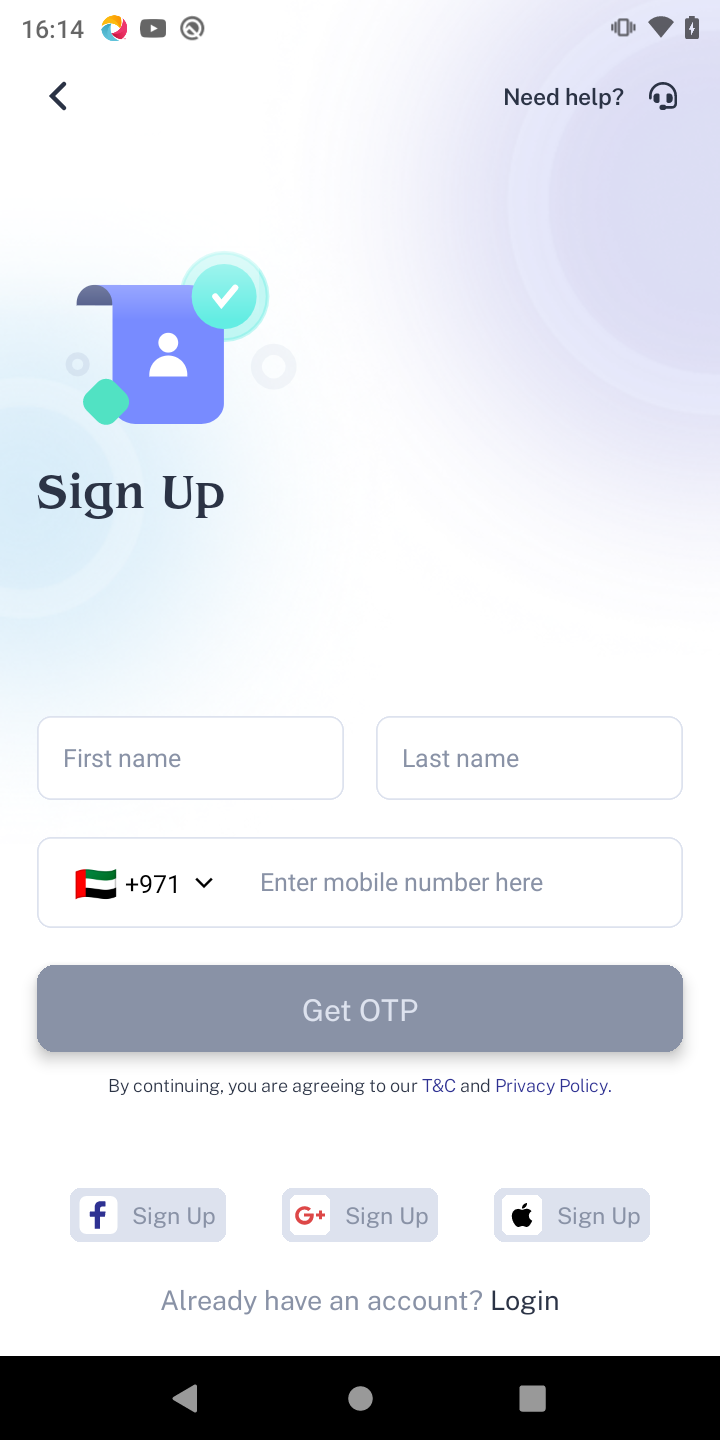 16:14
Need help?
Sign Up
First name
Last name
+971
Enter mobile number here
Get OTP
By continuing, you are agreeing to our T&C and Privacy Policy.
f Sign Up
G+ Sign Up
Sign Up
Already have an account? Login